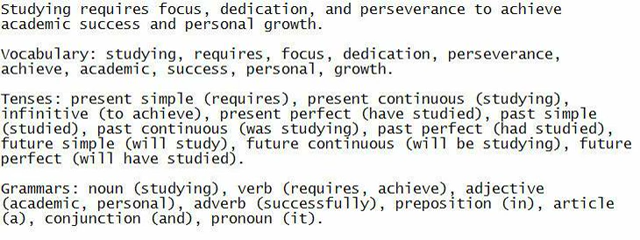 Studying requires focus, dedication, and perseverance to achieve
academic success and personal growth.
Vocabulary: studying, requires, focus, dedication, perseverance,
achieve, academic, success, personal, growth.
Tenses: present simple (requires), present continuous (studying),
infinitive (to achieve), present perfect (have studied), past simple
(studied), past continuous (was studying), past perfect (had studied),
future simple (will study), future continuous (will be studying), future
perfect (will have studied).
Grammars: noun (studying), verb (requires, achieve), adjective
(academic, personal), adverb (successfully), preposition (in), article
(a), conjunction (and), pronoun (it).